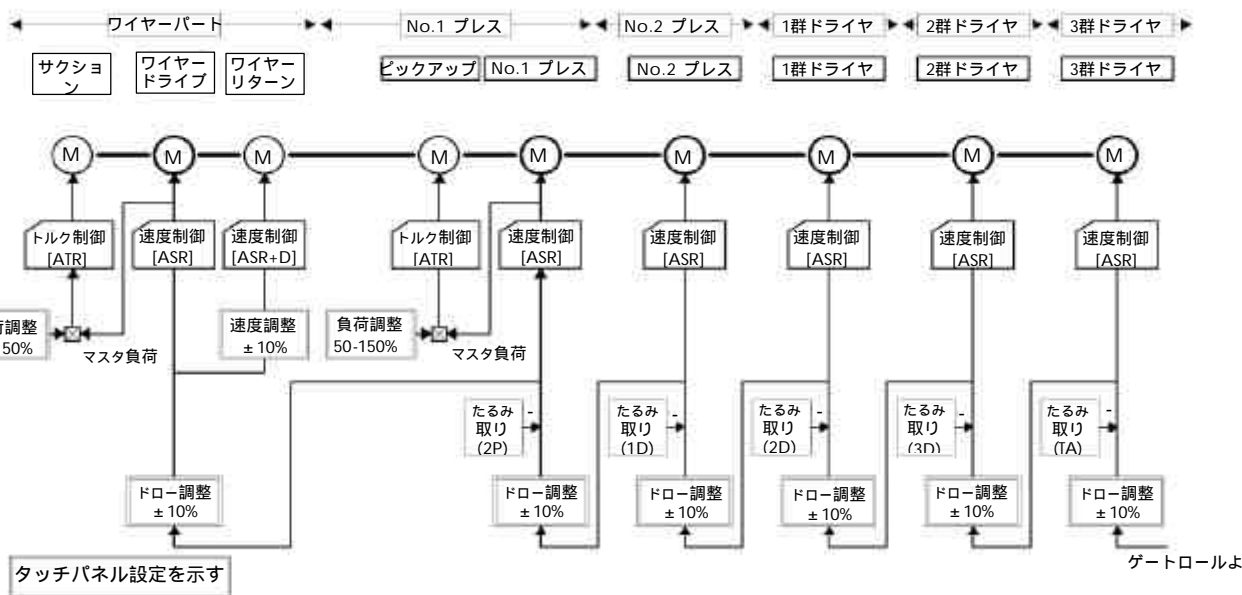 ワイヤーパート
No.1 プレス
No.2 プレス
1群ドライヤ
2群ドライヤ
3群ドライヤ
サクショ
ン
ワイヤー
ドライブ
ワイヤー
リターン
ピックアップ
No.1 プレス
No.2 プレス
1群ドライヤ
2群ドライヤ
3群ドライヤ
M
M
M
M
M
M
M
M
M
トルク制御
[ATR]
速度制御
[ASR]
速度制御
[ASR+D]
トルク制御
[ATR]
速度制御
[ASR]
速度制御
[ASR]
速度制御
[ASR]
速度制御
[ASR]
速度制御
[ASR]
荷調整
50%
マスタ負荷
速度調整
±10%
負荷調整
50-150%
マスタ負荷
たるみ
取り
(2P)
-
たるみ
取り
(1D)
-
たるみ
取り
(2D)
-
たるみ
取り
(3D)
-
たるみ
取り
(TA)
-
ドロー調整
±10%
ドロー調整
±10%
ドロー調整
±10%
ドロー調整
±10%
ドロー調整
±10%
ドロー調整
±10%
ゲートロールよ
タッチパネル設定を示す